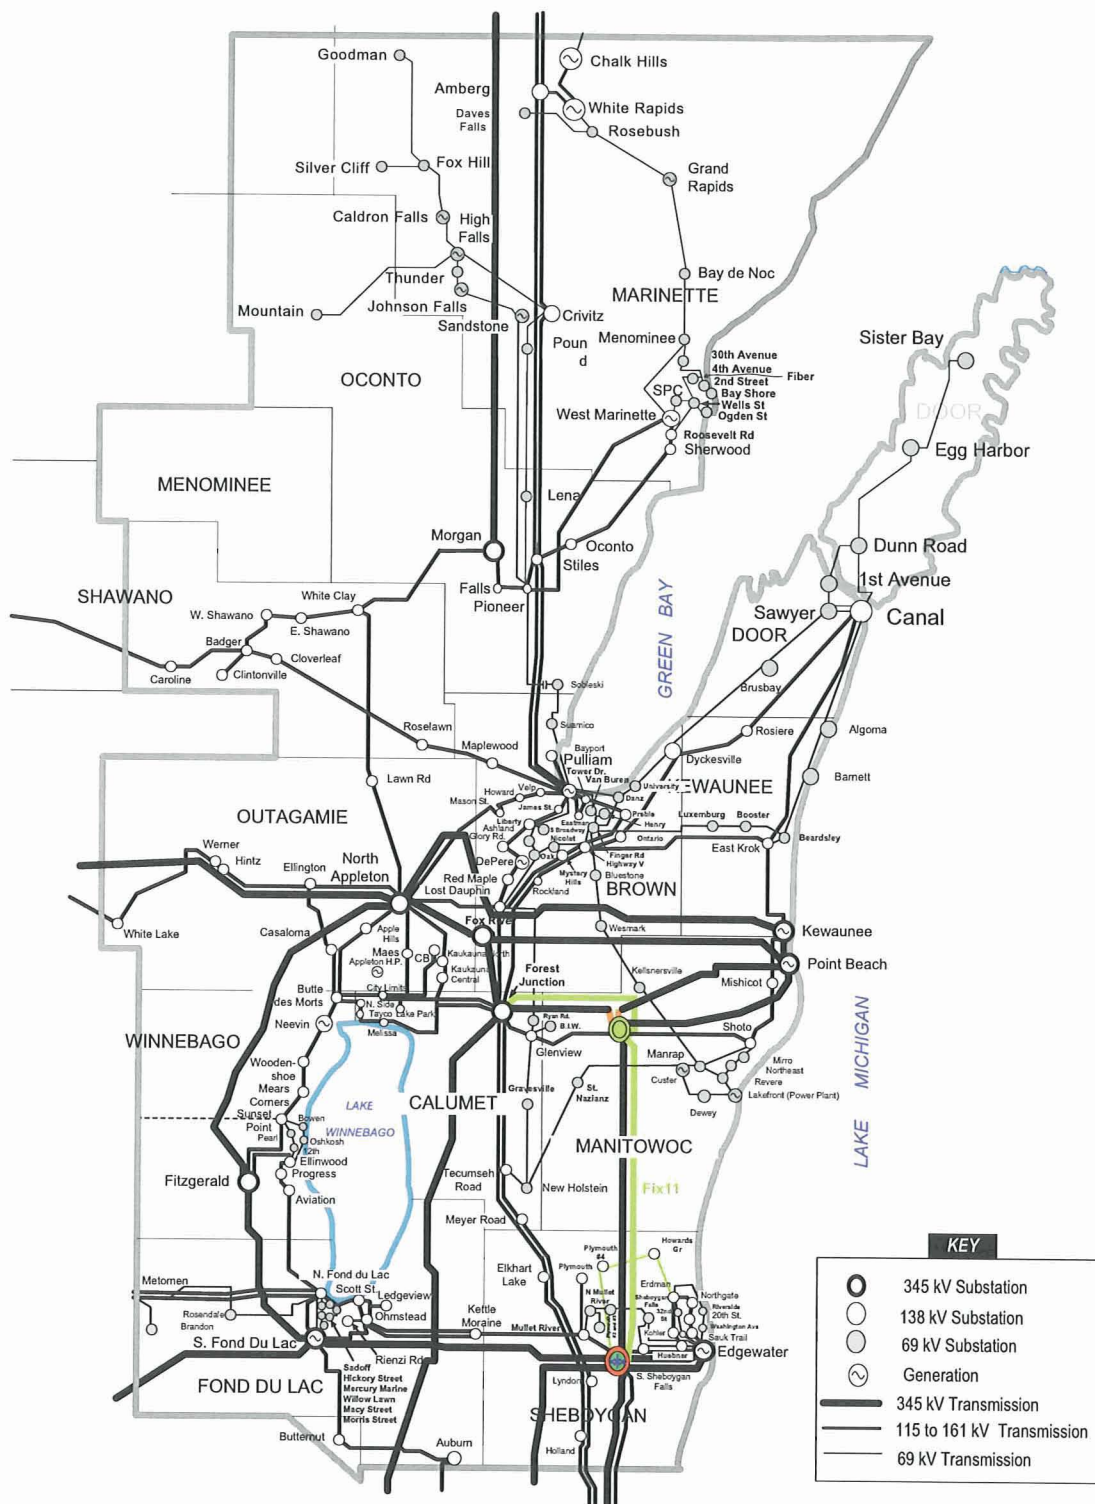 Goodman
Chalk Hills
Amberg
White Rapids
Daves
Falls
Rosebush
Silver Cliff
Fox Hill
Grand
Rapids
Caldron Falls
High
Falls
Thunder
Bay de Noc
MARINETTE
Mountain
Johnson Falls
Sandstone
Crivitz
Poun
d
Menominee
Sister Bay
30th Avenue
4th Avenue
Fiber
2nd Street
OCONTO
SPC
Bay Shore
Wells St
Ogden St
DOOR
West Marinette
Roosevelt Rd
Sherwood
Egg Harbor
MENOMINEE
Lena
Morgan
Oconto
Stiles
Dunn Road
1st Avenue
Falls
Pioneer
SHAWANO
White Clay
W. Shawano
E. Shawano
Sawyer
Canal
DOOR
GREEN BAY
Badger
Cloverleaf
Caroline
Clintonville
Brusbay
Sobieski
Suamico
Roselawn
Rosiere
Algoma
Maplewood
Bayport
Pulliam
Dyckesville
Tower Dr.
Van Buren
Lawn Rd
Barnett
KEWAUNEE
University
Howard
Velp
Danz
Mason St.
James St.
Preble
OUTAGAMIE
Liberty
Eastman
Henry
Luxemburg
Booster
Ashland
S Broadway
Glory Rd.
Nicolet
Ontario
Beardsley
East Krok
Werner
Hintz
Ellington
North
Appleton
DePere
Oak
Finger Rd
Highway V
Mystery
Hills
Bluestone
Red Maple
Lost Dauphin
Rockland
BROWN
White Lake
Casaloma
Apple
Hills
Fox River
Wesmark
Kewaunee
Maes
CB
Kaukauna North
Appleton H.P.
Kaukauna
Central
Forest
Junction
Kellnersville
Point Beach
Mishicot
Butte
des Morts
City Limits
N. Side
Tayco
Lake Park
Melissa
Neevin
Ryan Rd.
B.I.W.
Glenview
Shoto
WINNEBAGO
LAKE MICHIGAN
Wooden-
shoe
Manrap
Custer
Mirro
Northeast
Revere
Lakefront (Power Plant)
Mears
Corners
Gravesville
St.
Nazianz
Dewey
LAKE
WINNEBAGO
CALUMET
Sunset
Point
Pearl
Bowen
Oshkosh
12th
Ellinwood
Progress
MANITOWOC
Fitzgerald
Aviation
Tecumseh
Road
New Holstein
Fix11
Meyer Road
Plymouth
#4
Howards
Gr
Metomen
N. Fond du Lac
Scott St.
Ledgeview
Elkhart
Lake
Plymouth
Erdman
N Mullet
River
Sheboygan
Falls
Northgate
Riverside
20th St.
Rosendale
Brandon
Ohmstead
Kettle
Moraine
Mullet River
32nd
St
Washington Ave
Kohler
Sauk Trail
S. Fond Du Lac
Rienzi Rd
Huebner
Edgewater
FOND DU LAC
Sadoff
Hickory Street
Mercury Marine
Willow Lawn
Macy Street
Morris Street
Lyndon
S. Sheboygan
Falls
SHEBOYGAN
Butternut
Auburn
Holland
KEY
345 kV Substation
138 kV Substation
69 kV Substation
Generation
345 kV Transmission
115 to 161 kV Transmission
69 kV Transmission